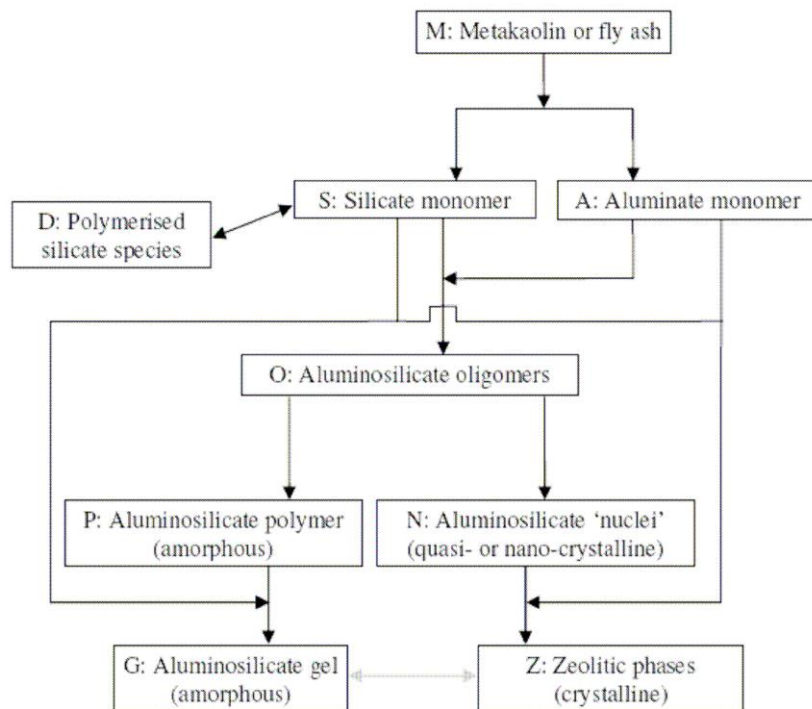 M: Metakaolin or fly ash
S: Silicate monomer
A: Aluminate monomer
D: Polymerised
silicate species
O: Aluminosilicate oligomers
P: Aluminosilicate polymer
(amorphous)
N: Aluminosilicate ‘nuclei’
(quasi- or nano-crystalline)
G: Aluminosilicate gel
(amorphous)
Z: Zeolitic phases
(crystalline)